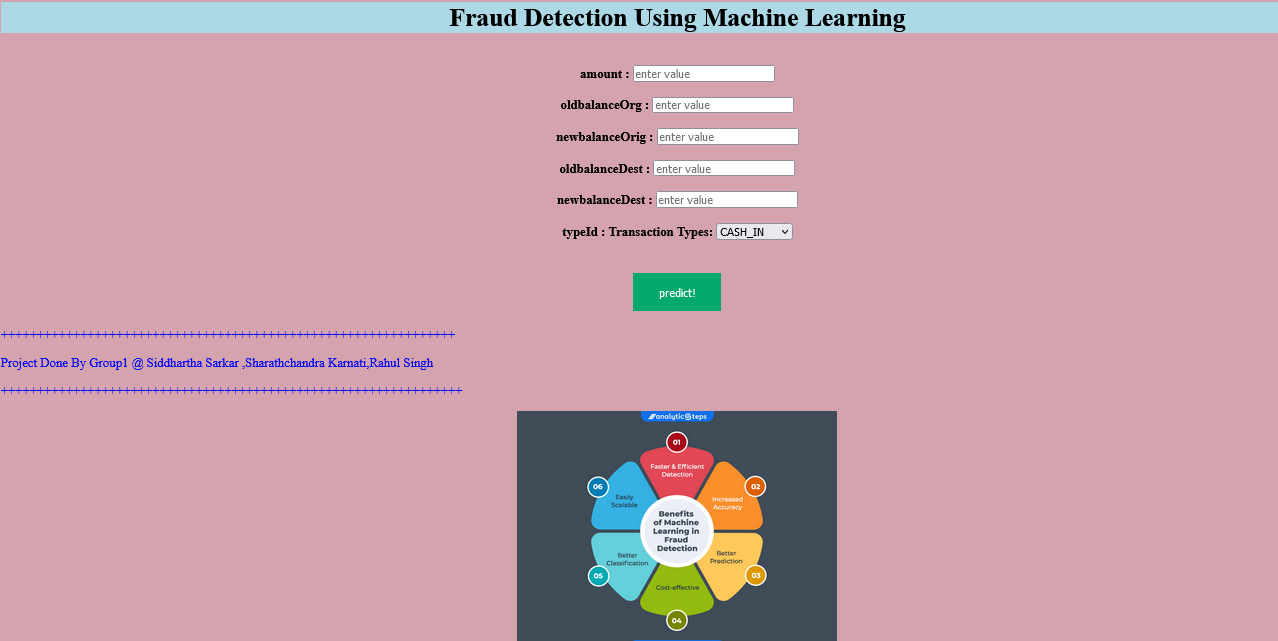 Fraud Detection Using Machine Learning
amount : enter value
oldbalanceOrg : enter value
newbalanceOrig : enter value
oldbalanceDest : enter value
newbalanceDest : enter value
typeId : Transaction Types: CASH_IN
predict!
+++++++++++++++++++++++++++++++++++++++++++++++++++++++++++++++
Project Done By Group1 @ Siddhartha Sarkar ,Sharathchandra Karnati,Rahul Singh
++++++++++++++++++++++++++++++++++++++++++++++++++++++++++++++++
analytic Steps
01
Faster & Efficient
Detection
02
Increased
Accuracy
03
Better
Prediction
04
Cost-effective
05
Better
Classification
06
Easily
Scalable
Benefits
of Machine
Learning in
Fraud
Detection